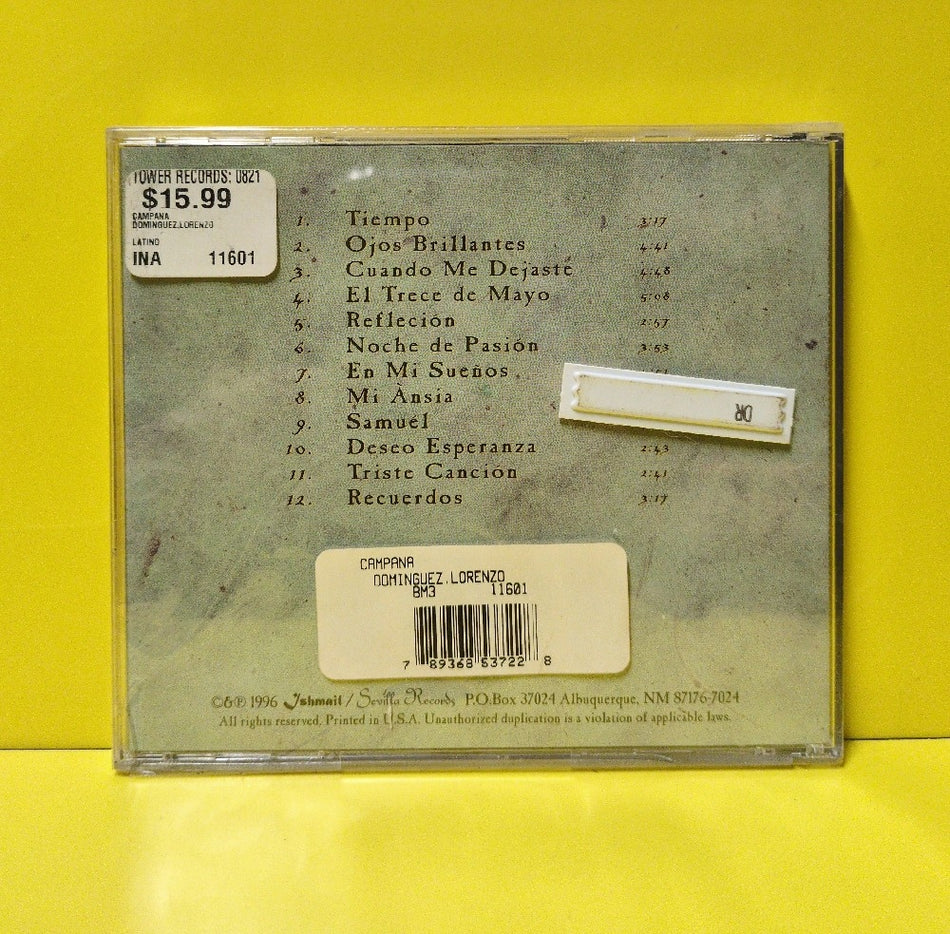 TOWER RECORDS: 0821
$15.99
CAMPANA
DOMINGUEZ,LORENZO
LATINO
INA 11601
1. Tiempo 3:17
2. Ojos Brillantes 4:41
3. Cuando Me Dejaste 4:48
4. El Trece de Mayo 5:08
5. Refleción 2:57
6. Noche de Pasión 3:53
7. En Mi Sueños
8. Mi Ànsia
9. Samuél
10. Deseo Esperanza 2:43
11. Triste Canción 2:41
12. Recuerdos 3:17
DR
CAMPANA
DOMINGUEZ,LORENZO
BM3 11601
7 89368 53722 8
©&℗ 1996 Ishmail / Sevilla Records P.O.Box 37024 Albuquerque, NM 87176-7024
All rights reserved. Printed in U.S.A. Unauthorized duplication is a violation of applicable laws.